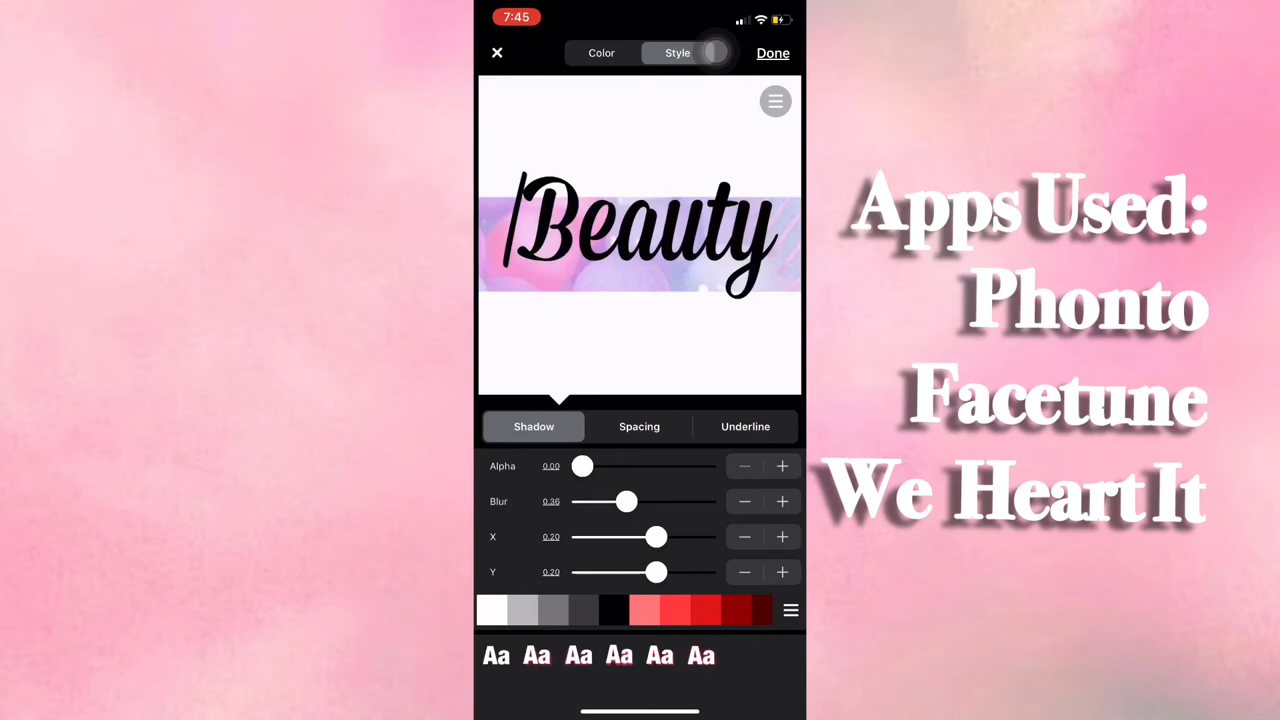 7:45
Color Style Done
/Beauty
Shadow Spacing Underline
Alpha 0.00
Blur 0.36
X 0.20
Y 0.20
Aa Aa Aa Aa Aa Aa
Apps Used:
Phonto
Facetune
We Heart It